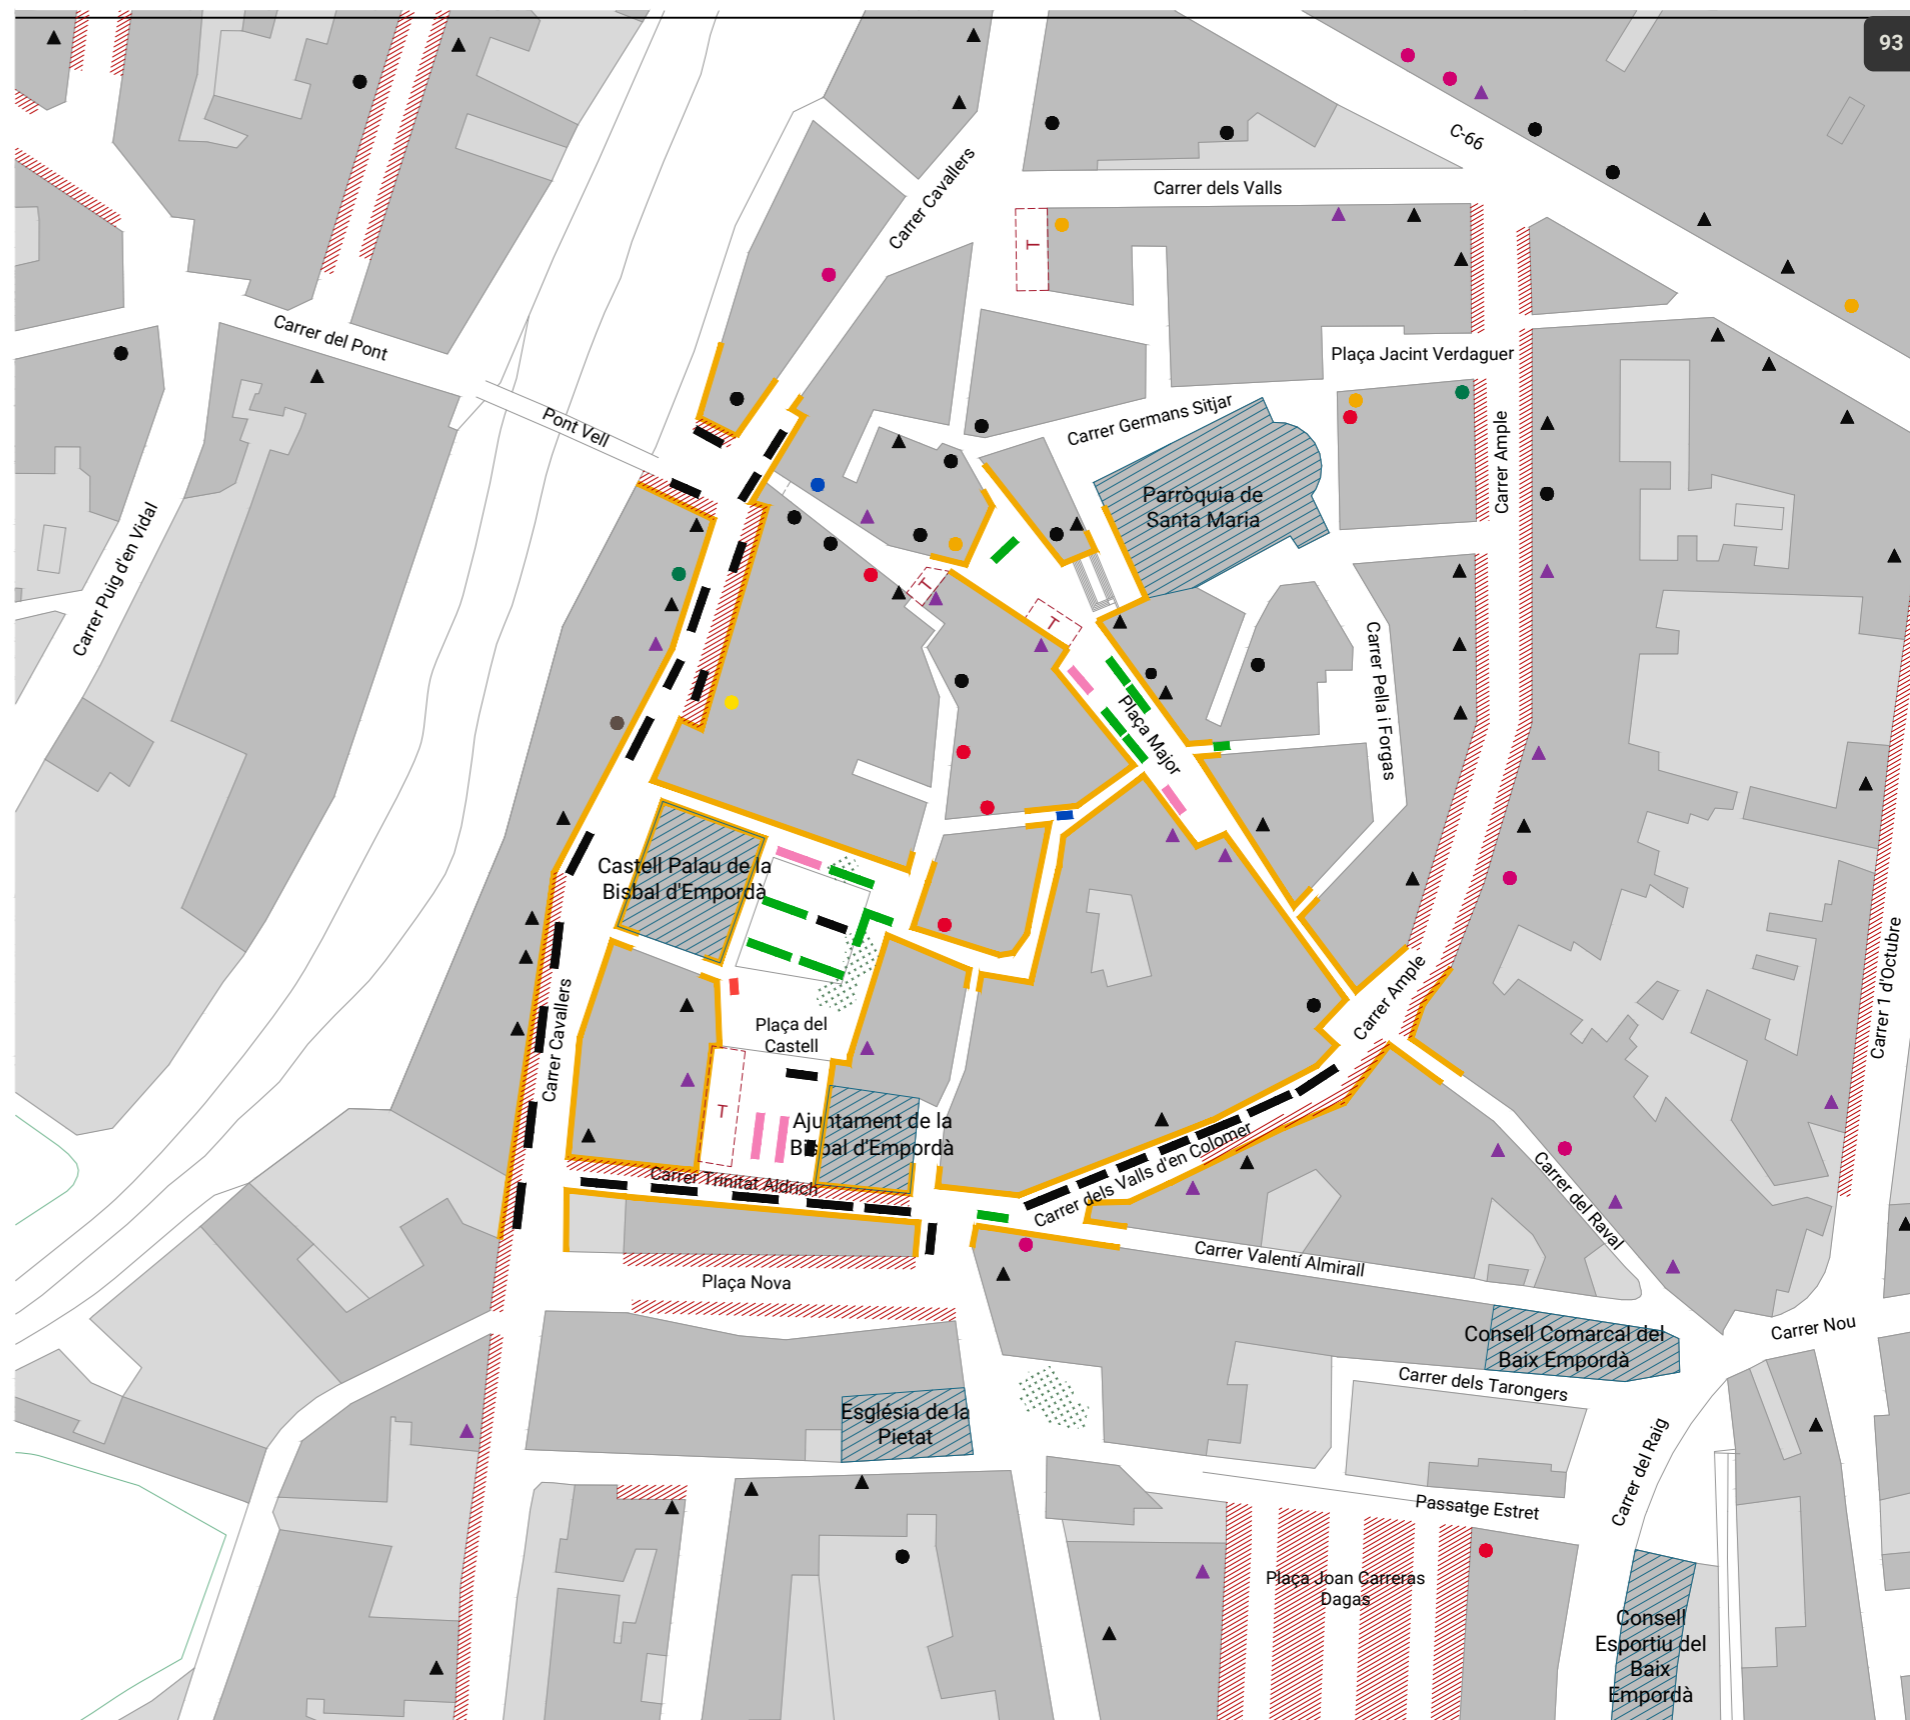 93
C-66
Carrer dels Valls
Carrer Cavallers
T
Carrer del Pont
Plaça Jacint Verdaguer
Pont Vell
Carrer Germans Sitjar
Carrer Ample
Parròquia de
Santa Maria
Carrer Puig d'en Vidal
T
T
Carrer Pella i Forgas
Plaça Major
Castell Palau de la
Bisbal d'Empordà
Carrer Cavallers
Carrer Ample
Carrer 1 d'Octubre
Plaça del
Castell
T
Ajuntament de la
Bisbal d'Empordà
Carrer dels Valls d'en Colomer
Carrer Trinitat Aldrich
Carrer del Raval
Carrer Valentí Almirall
Plaça Nova
Carrer Nou
Consell Comarcal del
Baix Empordà
Carrer dels Tarongers
Església de la
Pietat
Carrer del Raig
Passatge Estret
Plaça Joan Carreras
Dagas
Consell
Esportiu del
Baix
Empordà